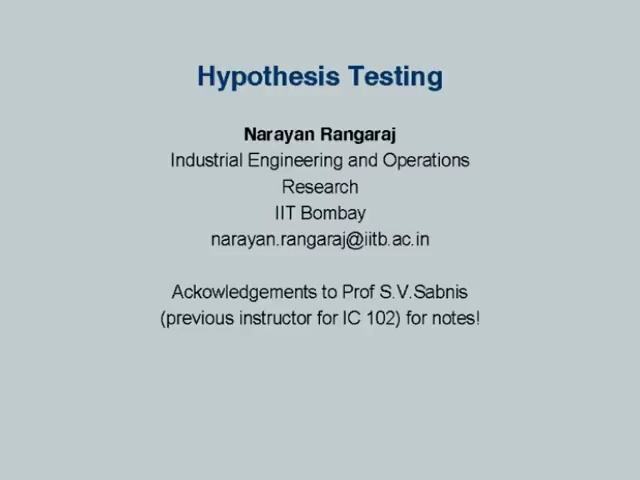 Hypothesis Testing
Narayan Rangaraj
Industrial Engineering and Operations
Research
IIT Bombay
narayan.rangaraj@iitb.ac.in
Ackowledgements to Prof S.V.Sabnis
(previous instructor for IC 102) for notes!